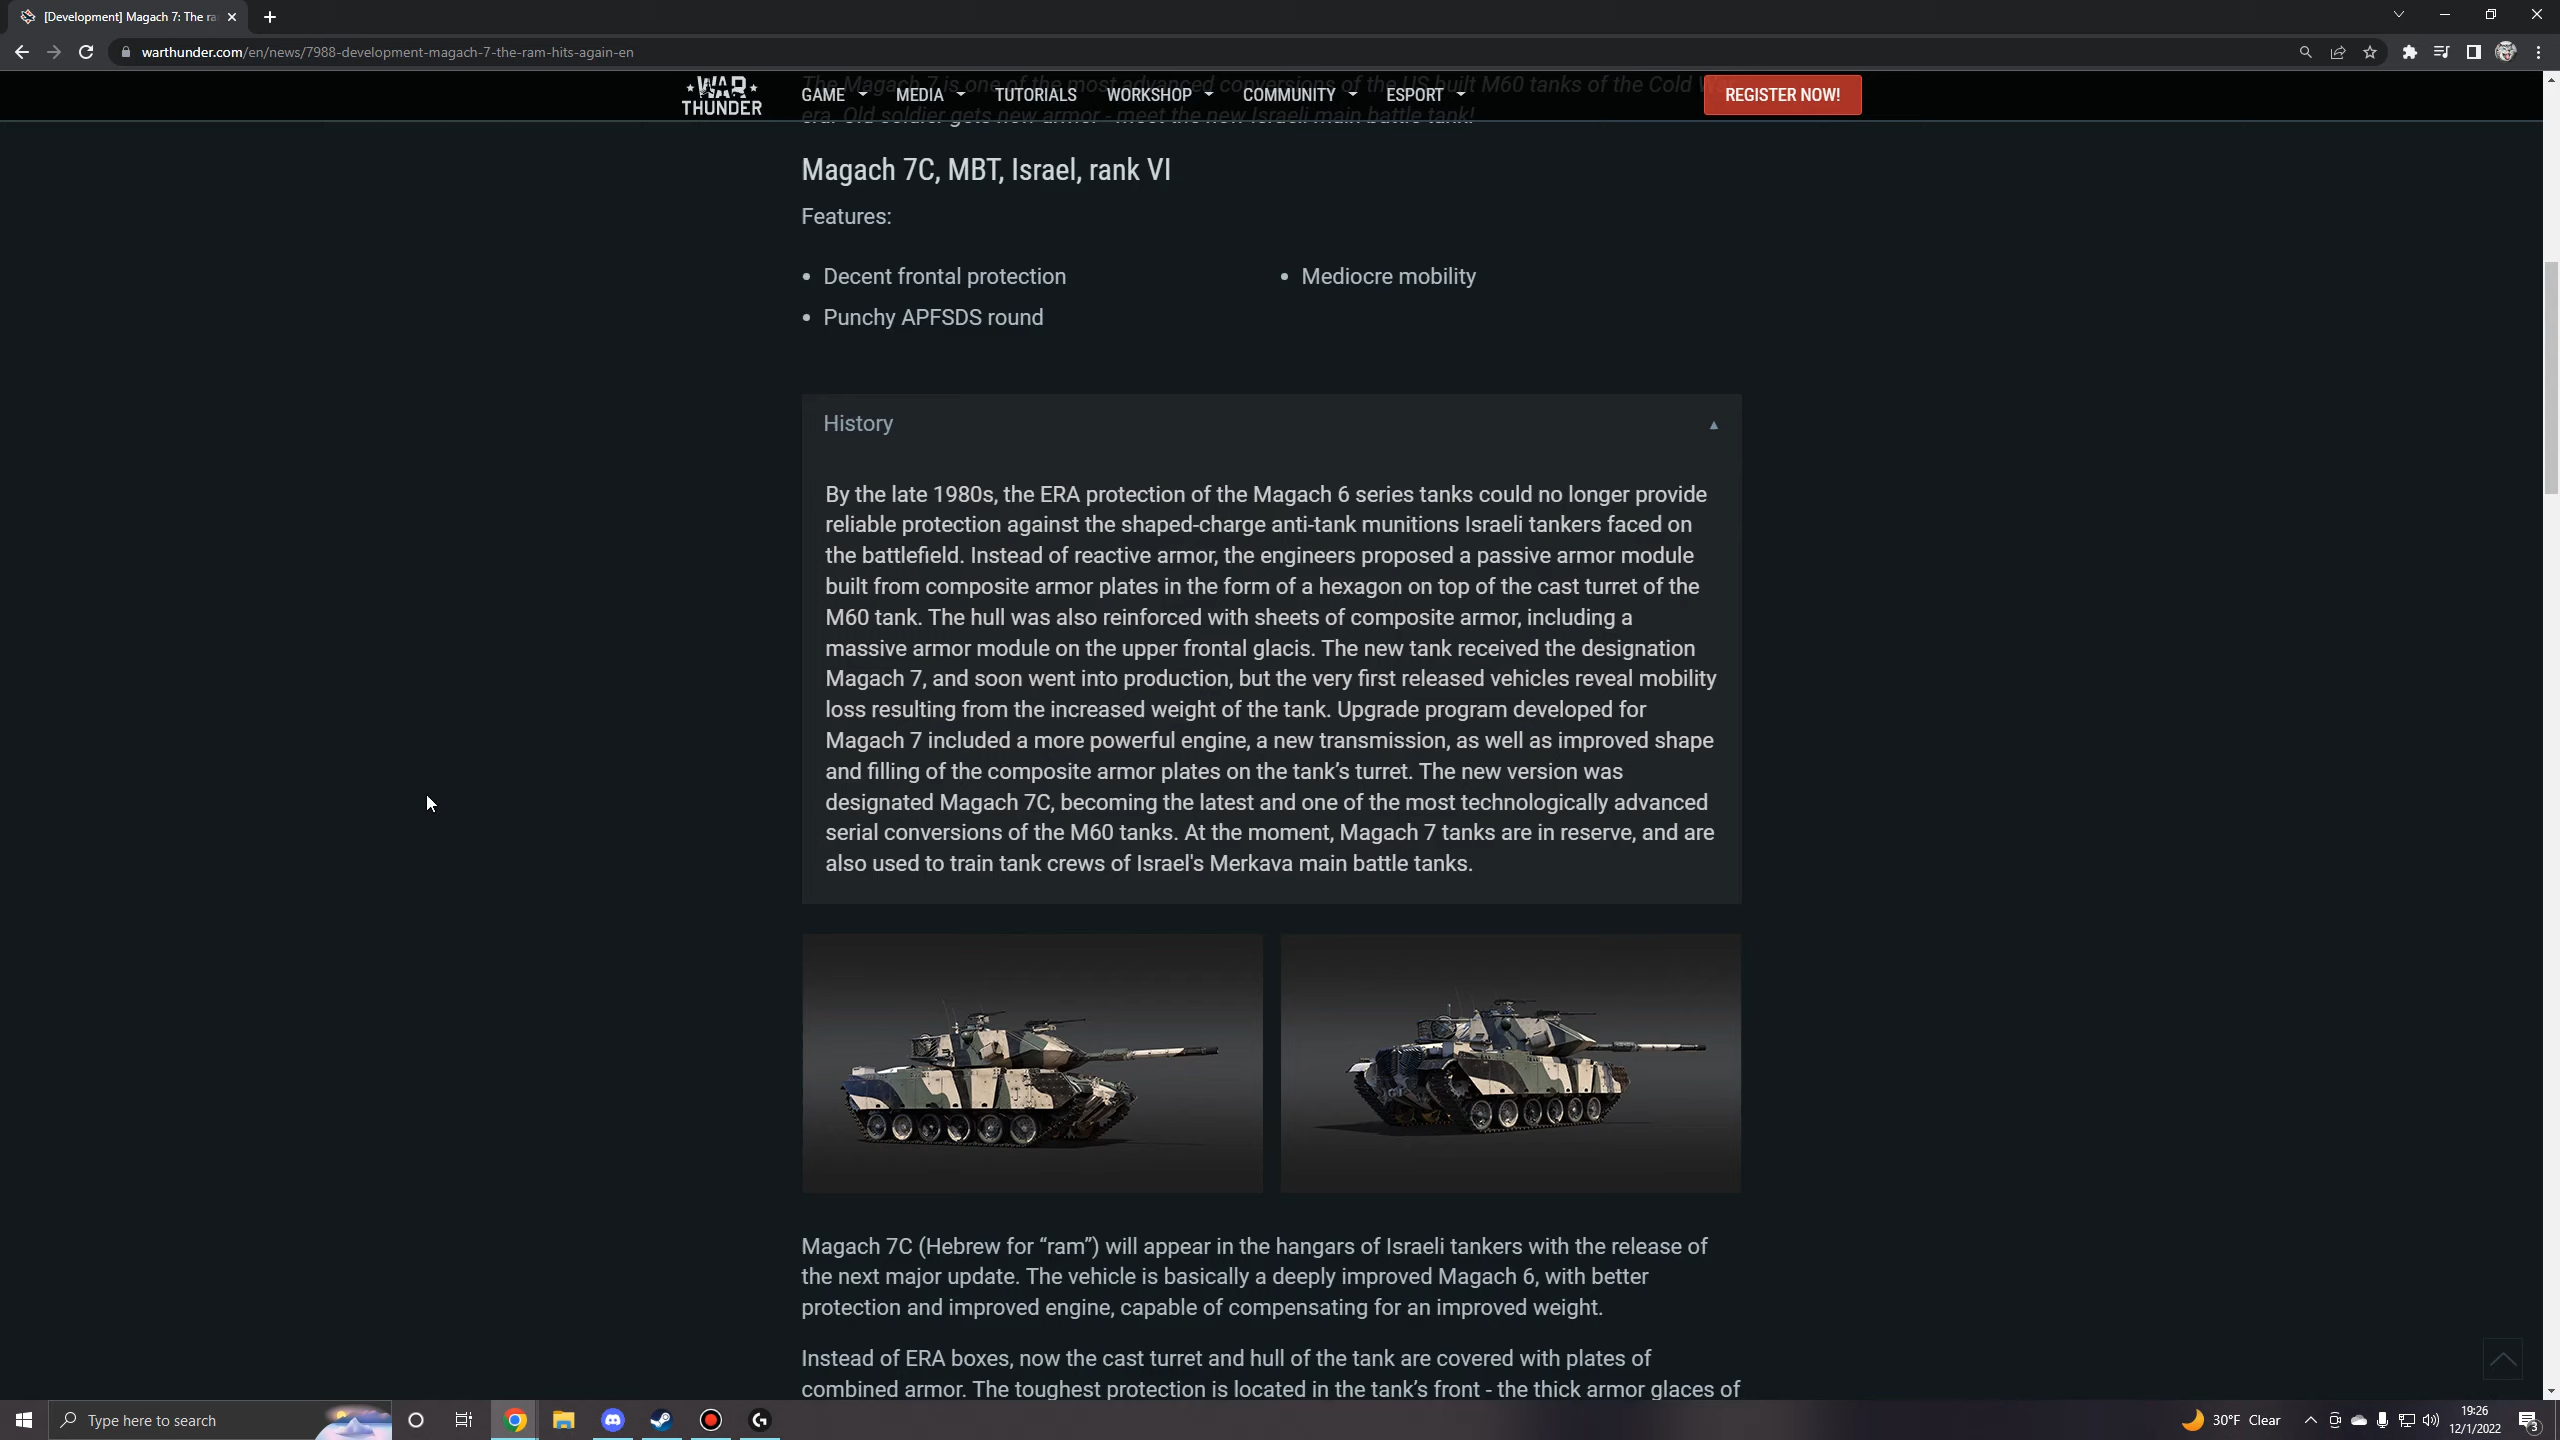 [Development] Magach 7: The ra
warthunder.com/en/news/7988-development-magach-7-the-ram-hits-again-en
The Magach 7 is one of the most advanced conversions of the US built M60 tanks of the Cold W
era. Old soldier gets new armor - meet the new Israeli main battle tank!
WAR THUNDER
GAME MEDIA TUTORIALS WORKSHOP COMMUNITY ESPORT
REGISTER NOW!
Magach 7C, MBT, Israel, rank VI
Features:
• Decent frontal protection
• Mediocre mobility
• Punchy APFSDS round
History
By the late 1980s, the ERA protection of the Magach 6 series tanks could no longer provide
reliable protection against the shaped-charge anti-tank munitions Israeli tankers faced on
the battlefield. Instead of reactive armor, the engineers proposed a passive armor module
built from composite armor plates in the form of a hexagon on top of the cast turret of the
M60 tank. The hull was also reinforced with sheets of composite armor, including a
massive armor module on the upper frontal glacis. The new tank received the designation
Magach 7, and soon went into production, but the very first released vehicles reveal mobility
loss resulting from the increased weight of the tank. Upgrade program developed for
Magach 7 included a more powerful engine, a new transmission, as well as improved shape
and filling of the composite armor plates on the tank’s turret. The new version was
designated Magach 7C, becoming the latest and one of the most technologically advanced
serial conversions of the M60 tanks. At the moment, Magach 7 tanks are in reserve, and are
also used to train tank crews of Israel's Merkava main battle tanks.
Magach 7C (Hebrew for “ram”) will appear in the hangars of Israeli tankers with the release of
the next major update. The vehicle is basically a deeply improved Magach 6, with better
protection and improved engine, capable of compensating for an improved weight.
Instead of ERA boxes, now the cast turret and hull of the tank are covered with plates of
combined armor. The toughest protection is located in the tank’s front - the thick armor glaces of
Type here to search
30°F Clear
19:26
12/1/2022
3